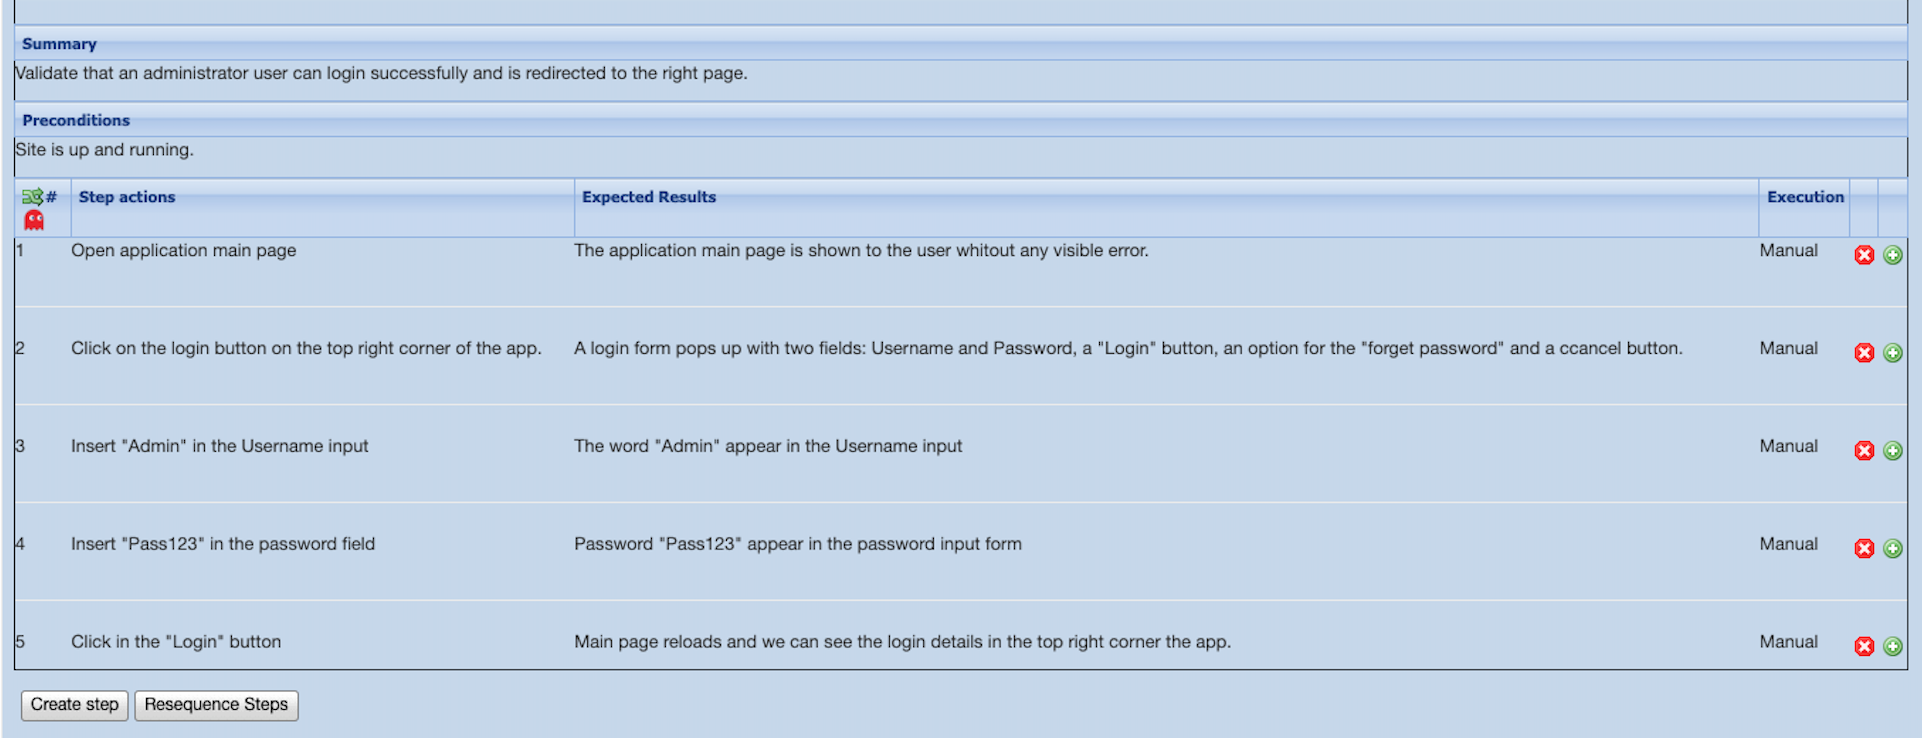 Summary
Validate that an administrator user can login successfully and is redirected to the right page.
Preconditions
Site is up and running.
# Step actions Expected Results Execution
1 Open application main page The application main page is shown to the user whitout any visible error. Manual
2 Click on the login button on the top right corner of the app. A login form pops up with two fields: Username and Password, a "Login" button, an option for the "forget password" and a ccancel button. Manual
3 Insert "Admin" in the Username input The word "Admin" appear in the Username input Manual
4 Insert "Pass123" in the password field Password "Pass123" appear in the password input form Manual
5 Click in the "Login" button Main page reloads and we can see the login details in the top right corner the app. Manual
Create step Resequence Steps